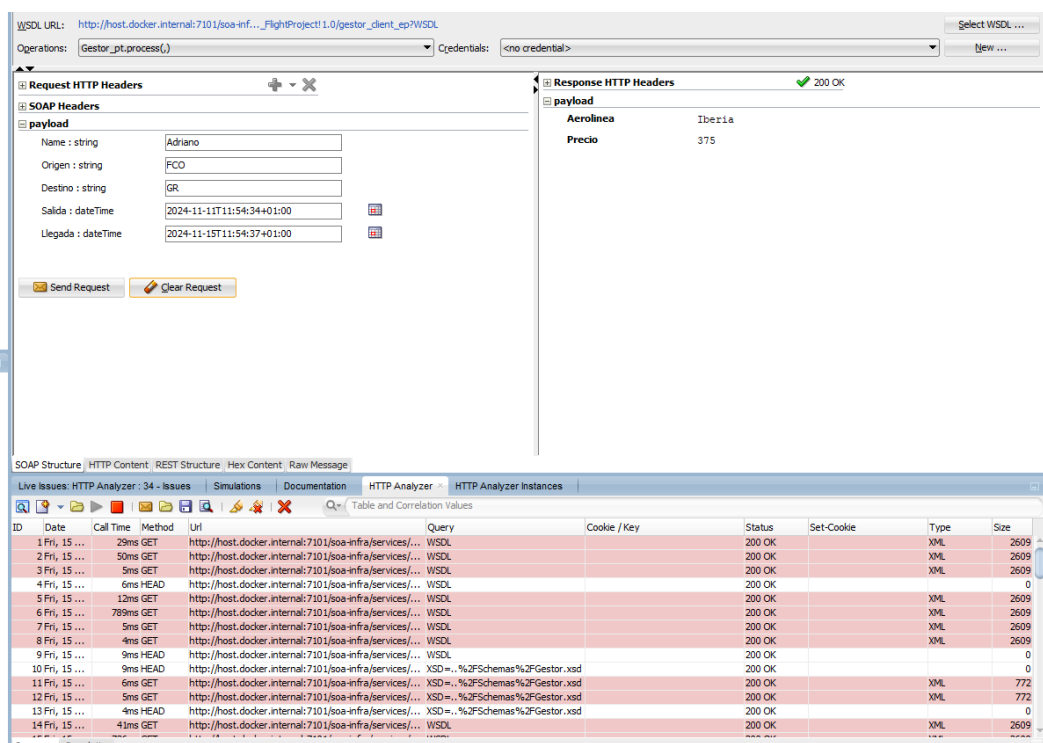 WSDL URL: http://host.docker.internal:7101/soa-inf..._FlightProject!1.0/gestor_client_ep?WSDL Select WSDL ...
Operations: Gestor_pt.process(,) Credentials: <no credential> New ...
Request HTTP Headers
SOAP Headers
payload
Name : string Adriano
Origen : string FCO
Destino : string GR
Salida : dateTime 2024-11-11T11:54:34+01:00
Llegada : dateTime 2024-11-15T11:54:37+01:00
Send Request Clear Request
Response HTTP Headers 200 OK
payload
Aerolinea Iberia
Precio 375
SOAP Structure HTTP Content REST Structure Hex Content Raw Message
Live Issues: HTTP Analyzer : 34 - Issues Simulations Documentation HTTP Analyzer HTTP Analyzer Instances
Table and Correlation Values
ID Date Call Time Method Url Query Cookie / Key Status Set-Cookie Type Size
1 Fri, 15 ... 29ms GET http://host.docker.internal:7101/soa-infra/services/... WSDL 200 OK XML 2609
2 Fri, 15 ... 50ms GET http://host.docker.internal:7101/soa-infra/services/... WSDL 200 OK XML 2609
3 Fri, 15 ... 5ms GET http://host.docker.internal:7101/soa-infra/services/... WSDL 200 OK XML 2609
4 Fri, 15 ... 6ms HEAD http://host.docker.internal:7101/soa-infra/services/... WSDL 200 OK 0
5 Fri, 15 ... 12ms GET http://host.docker.internal:7101/soa-infra/services/... WSDL 200 OK XML 2609
6 Fri, 15 ... 789ms GET http://host.docker.internal:7101/soa-infra/services/... WSDL 200 OK XML 2609
7 Fri, 15 ... 5ms GET http://host.docker.internal:7101/soa-infra/services/... WSDL 200 OK XML 2609
8 Fri, 15 ... 4ms GET http://host.docker.internal:7101/soa-infra/services/... WSDL 200 OK XML 2609
9 Fri, 15 ... 9ms HEAD http://host.docker.internal:7101/soa-infra/services/... WSDL 200 OK 0
10 Fri, 15 ... 9ms HEAD http://host.docker.internal:7101/soa-infra/services/... XSD=..%2FSchemas%2FGestor.xsd 200 OK 0
11 Fri, 15 ... 6ms GET http://host.docker.internal:7101/soa-infra/services/... XSD=..%2FSchemas%2FGestor.xsd 200 OK XML 772
12 Fri, 15 ... 5ms GET http://host.docker.internal:7101/soa-infra/services/... XSD=..%2FSchemas%2FGestor.xsd 200 OK XML 772
13 Fri, 15 ... 4ms HEAD http://host.docker.internal:7101/soa-infra/services/... XSD=..%2FSchemas%2FGestor.xsd 200 OK 0
14 Fri, 15 ... 41ms GET http://host.docker.internal:7101/soa-infra/services/... WSDL 200 OK XML 2609